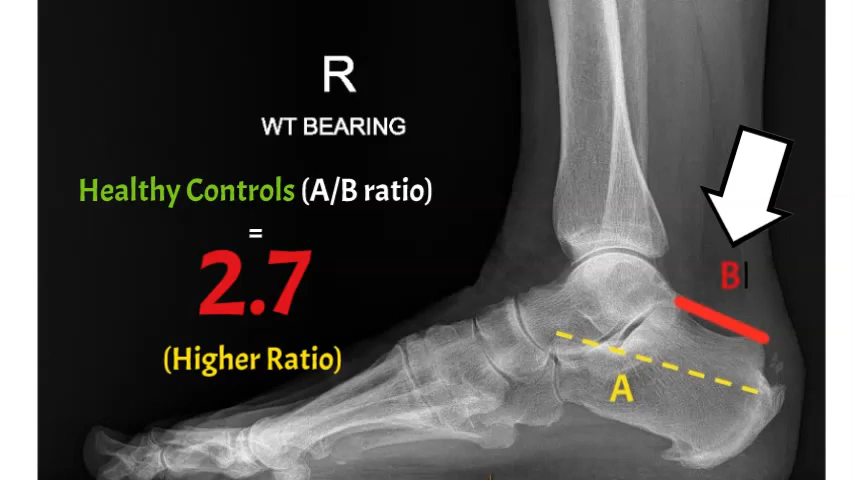 R
WT BEARING
Healthy Controls (A/B ratio)
=
2.7
(Higher Ratio)
B
A